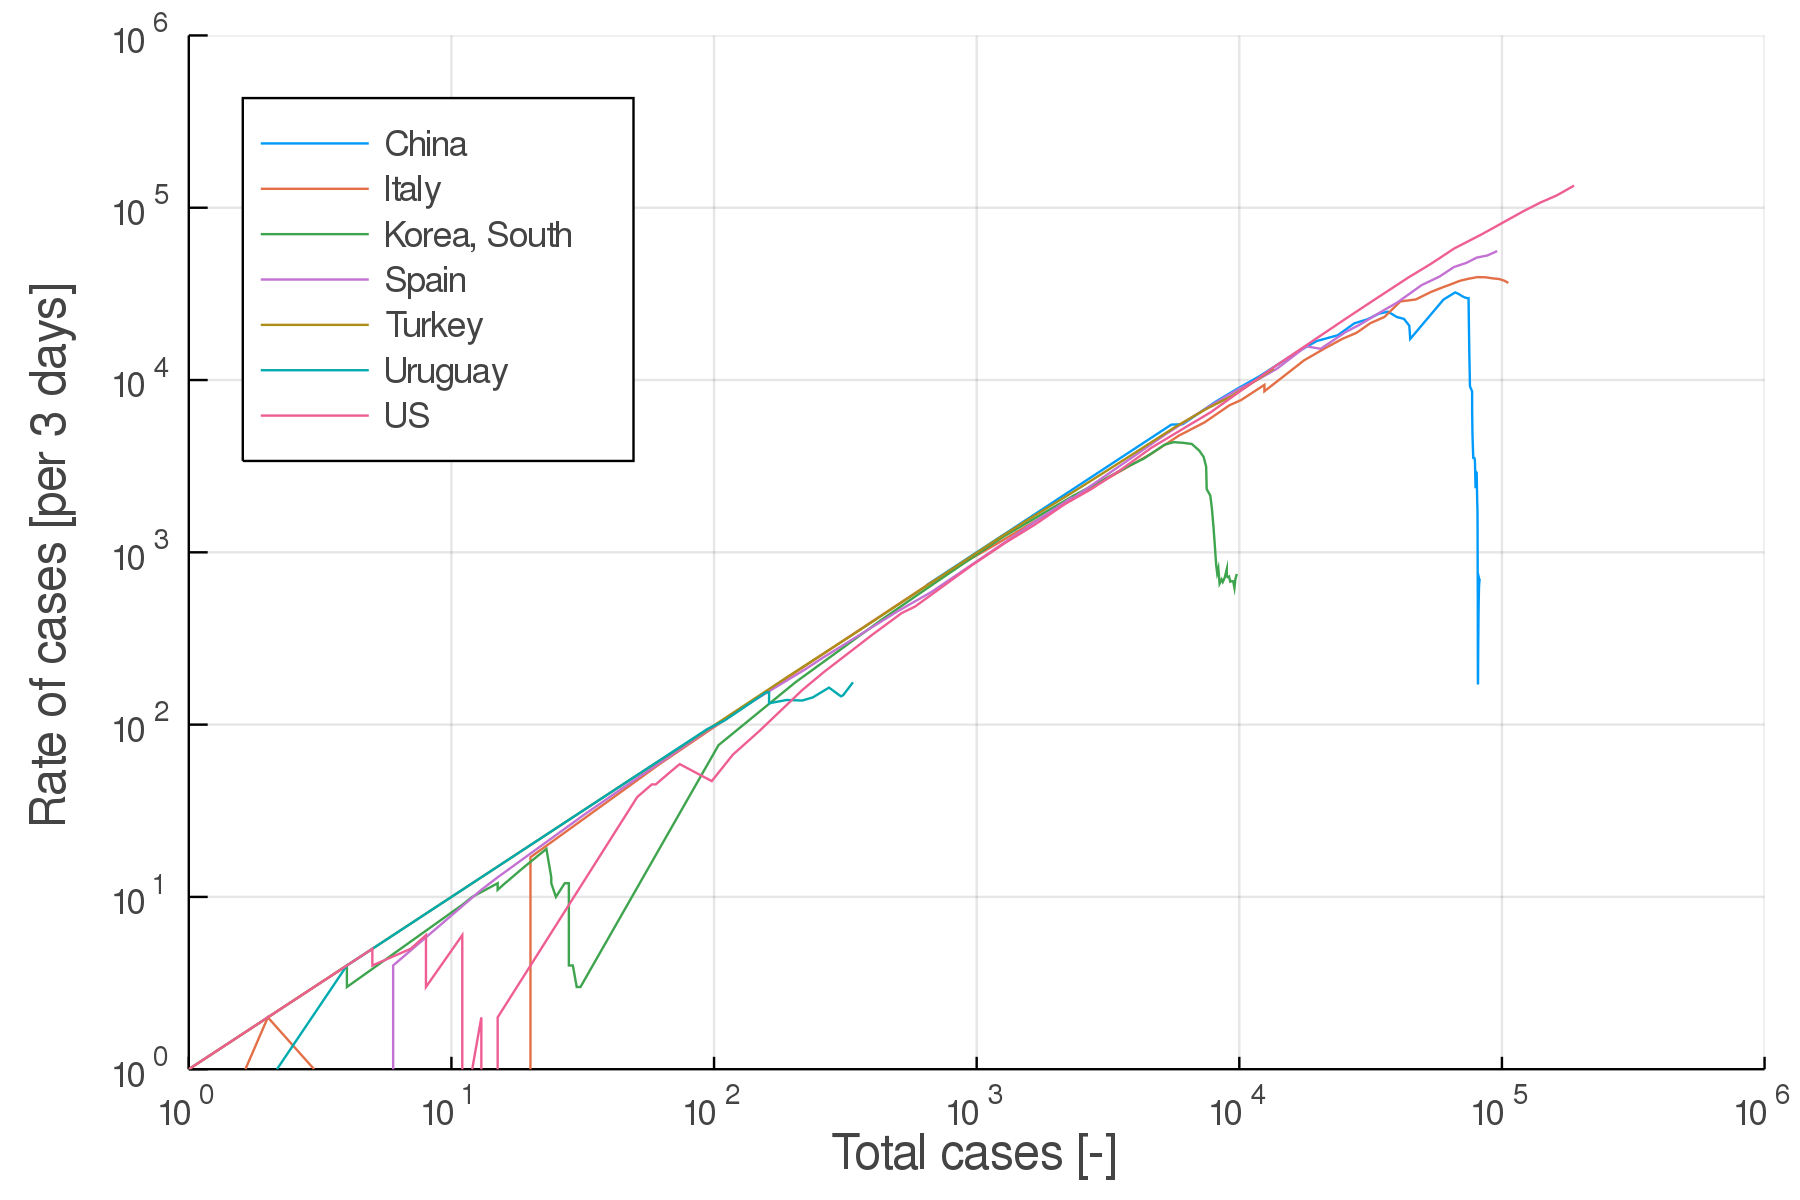 10^6
10^5
10^4
10^3
10^2
10^1
10^0
Rate of cases [per 3 days]
China
Italy
Korea, South
Spain
Turkey
Uruguay
US
10^0 10^1 10^2 10^3 10^4 10^5 10^6
Total cases [-]